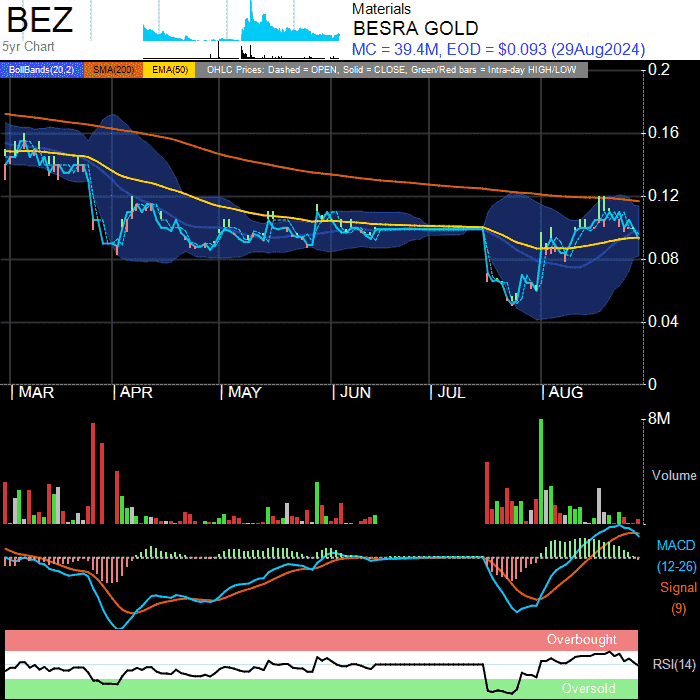 BEZ
5yr Chart
Materials
BESRA GOLD
MC = 39.4M, EOD = $0.093 (29Aug2024)
BollBands(20,2) SMA(200) EMA(50) OHLC Prices: Dashed = OPEN, Solid = CLOSE, Green/Red bars = Intra-day HIGH/LOW
0.2
0.16
0.12
0.08
0.04
0
MAR APR MAY JUN JUL AUG
8M
Volume
MACD
(12-26)
Signal
(9)
Overbought
RSI(14)
Oversold